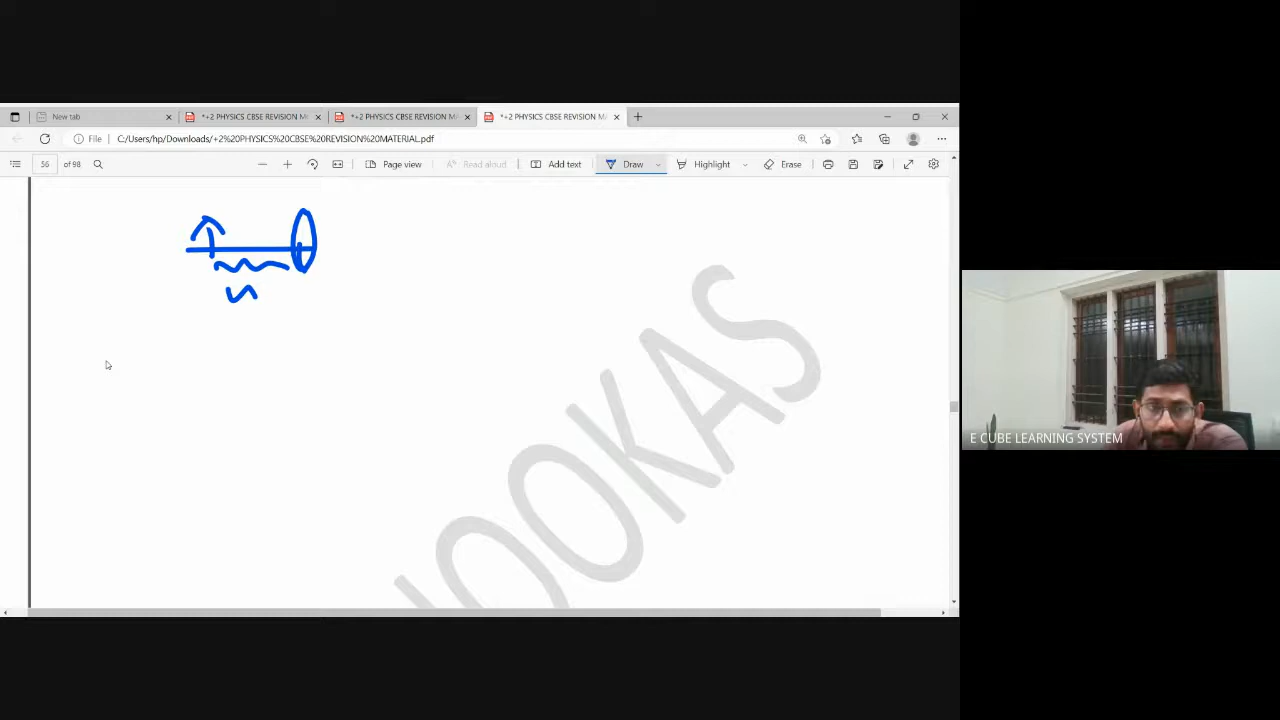 New tab
*+2 PHYSICS CBSE REVISION M
*+2 PHYSICS CBSE REVISION MA
*+2 PHYSICS CBSE REVISION MA
File
C:/Users/hp/Downloads/+2%20PHYSICS%20CBSE%20REVISION%20MATERIAL.pdf
56 of 98
Page view
Read aloud
Add text
Draw
Highlight
Erase
OOKAS
E CUBE LEARNING SYSTEM